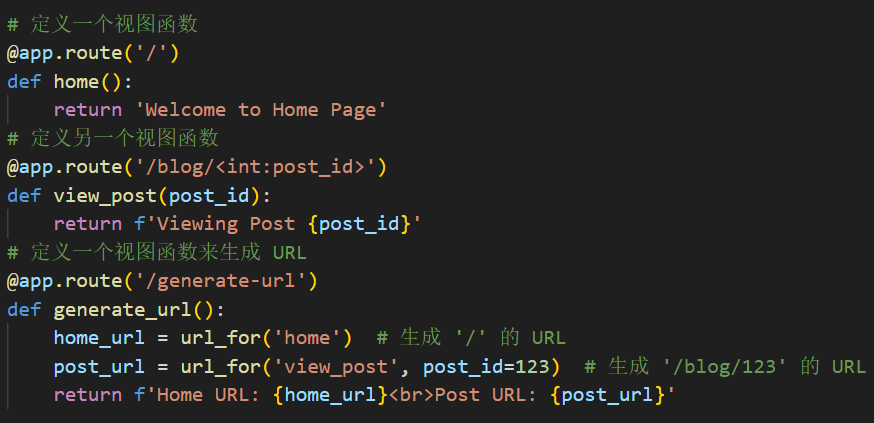 # 定义一个视图函数
@app.route('/')
def home():
    return 'Welcome to Home Page'
# 定义另一个视图函数
@app.route('/blog/<int:post_id>')
def view_post(post_id):
    return f'Viewing Post {post_id}'
# 定义一个视图函数来生成 URL
@app.route('/generate-url')
def generate_url():
    home_url = url_for('home')  # 生成 '/' 的 URL
    post_url = url_for('view_post', post_id=123)  # 生成 '/blog/123' 的 URL
    return f'Home URL: {home_url}<br>Post URL: {post_url}'